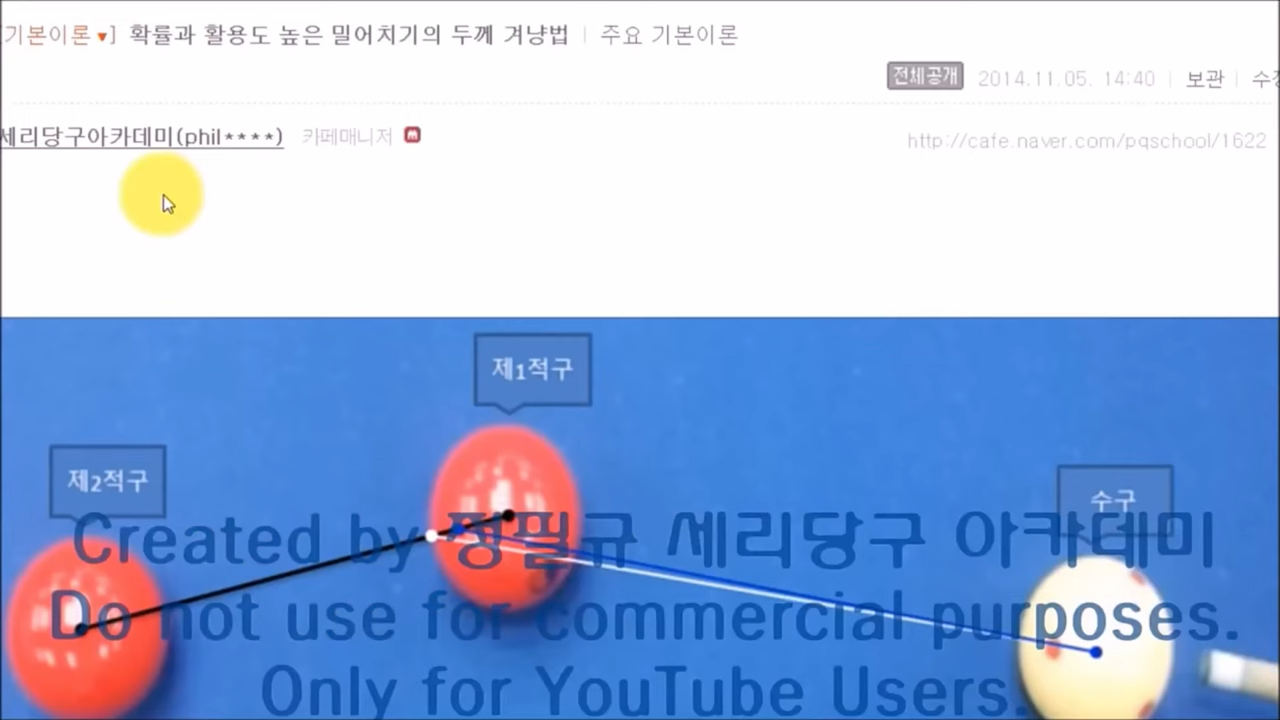 [기본이론▼] 확률과 활용도 높은 밀어치기의 두께 겨냥법 | 주요 기본이론
전체공개 2014.11.05. 14:40 | 보관 |
세리당구아카데미(phil****) 카페매니저
http://cafe.naver.com/pqschool/1622
제1적구
제2적구
수구
Created by 정필규 세리당구 아카데미
Do not use for commercial purposes.
Only for YouTube Users.